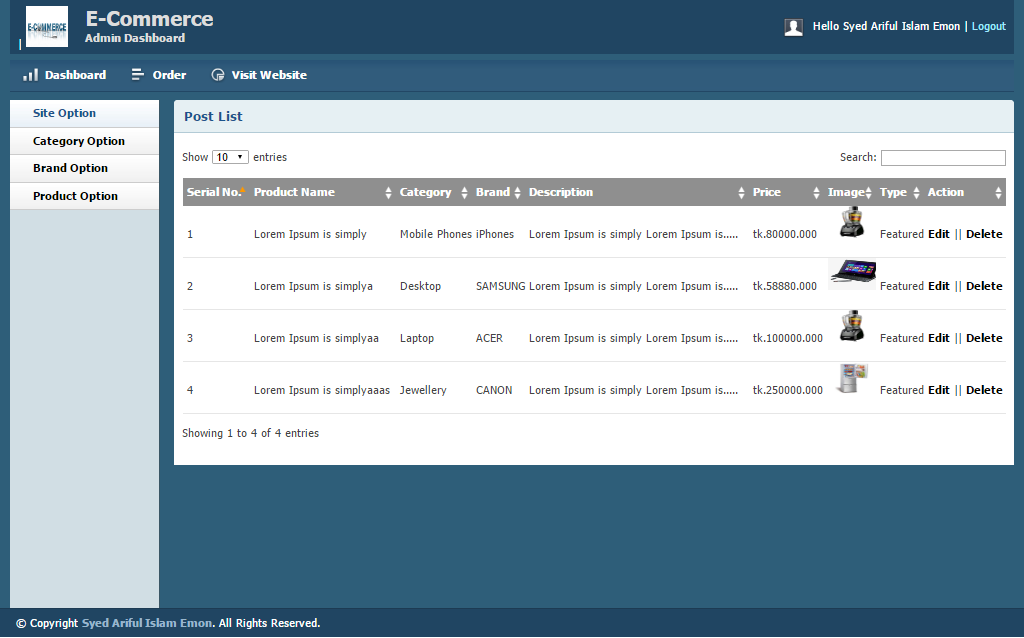 E-COMMERCE
E-Commerce
Admin Dashboard
Hello Syed Ariful Islam Emon | Logout
Dashboard Order Visit Website
Site Option
Category Option
Brand Option
Product Option
Post List
Show 10 entries Search:
Serial No. Product Name Category Brand Description Price Image Type Action
1 Lorem Ipsum is simply Mobile Phones iPhones Lorem Ipsum is simply Lorem Ipsum is..... tk.80000.000 Featured Edit || Delete
2 Lorem Ipsum is simplya Desktop SAMSUNG Lorem Ipsum is simply Lorem Ipsum is..... tk.58880.000 Featured Edit || Delete
3 Lorem Ipsum is simplyaa Laptop ACER Lorem Ipsum is simply Lorem Ipsum is..... tk.100000.000 Featured Edit || Delete
4 Lorem Ipsum is simplyaaas Jewellery CANON Lorem Ipsum is simply Lorem Ipsum is..... tk.250000.000 Featured Edit || Delete
Showing 1 to 4 of 4 entries
© Copyright Syed Ariful Islam Emon. All Rights Reserved.